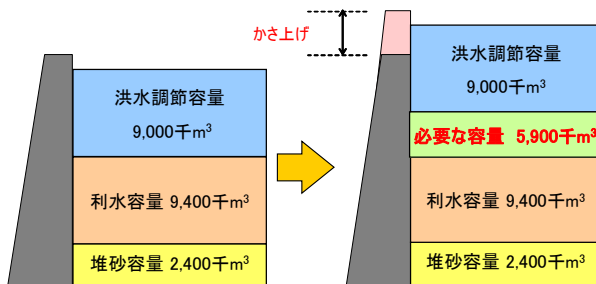 かさ上げ
洪水調節容量
9,000千m³
利水容量 9,400千m³
堆砂容量 2,400千m³
洪水調節容量
9,000千m³
必要な容量 5,900千m³
利水容量 9,400千m³
堆砂容量 2,400千m³